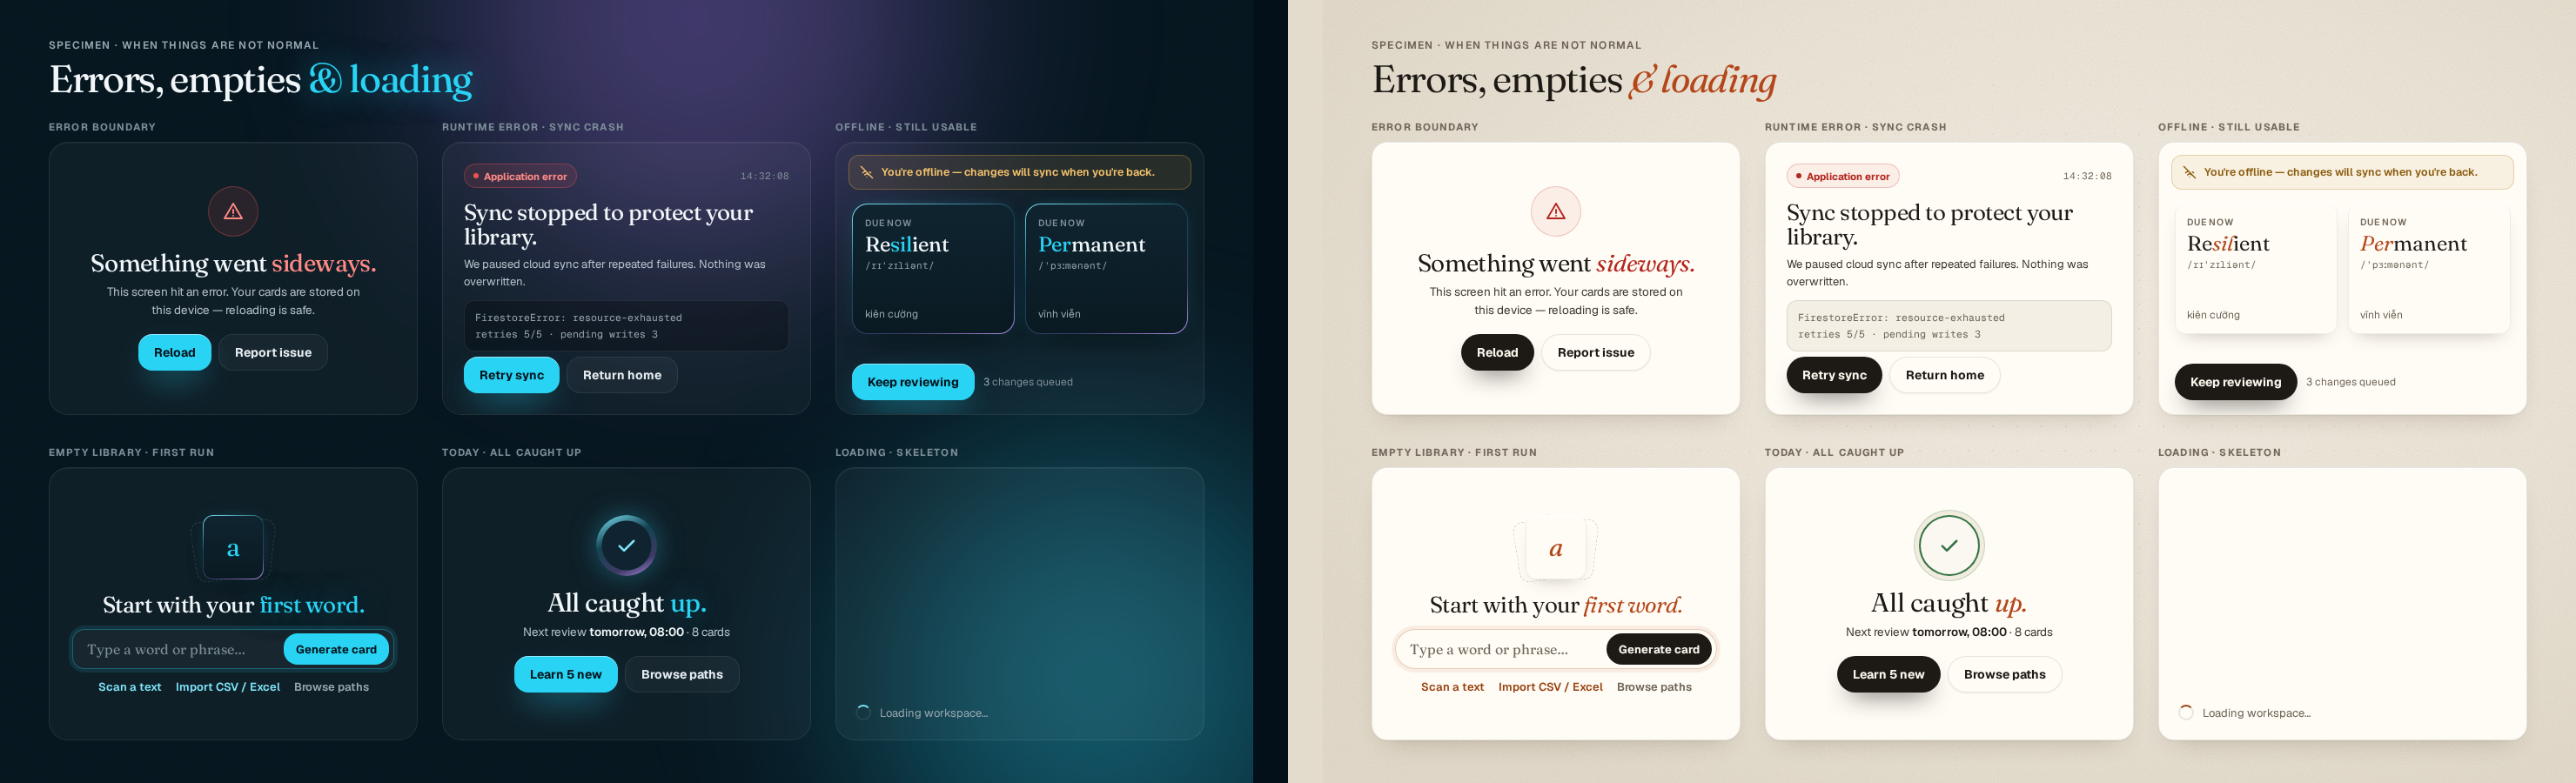 SPECIMEN · WHEN THINGS ARE NOT NORMAL
Errors, empties & loading
ERROR BOUNDARY
Something went sideways.
This screen hit an error. Your cards are stored on
this device — reloading is safe.
Reload
Report issue
RUNTIME ERROR · SYNC CRASH
Application error
14:32:08
Sync stopped to protect your
library.
We paused cloud sync after repeated failures. Nothing was
overwritten.
FirestoreError: resource-exhausted
retries 5/5 · pending writes 3
Retry sync
Return home
OFFLINE · STILL USABLE
You're offline — changes will sync when you're back.
DUE NOW
Resilient
/rɪˈzɪliənt/
kiên cường
DUE NOW
Permanent
/ˈpɜːmənənt/
vĩnh viễn
Keep reviewing
3 changes queued
EMPTY LIBRARY · FIRST RUN
a
Start with your first word.
Type a word or phrase...
Generate card
Scan a text
Import CSV / Excel
Browse paths
TODAY · ALL CAUGHT UP
All caught up.
Next review tomorrow, 08:00 · 8 cards
Learn 5 new
Browse paths
LOADING · SKELETON
Loading workspace...
SPECIMEN · WHEN THINGS ARE NOT NORMAL
Errors, empties & loading
ERROR BOUNDARY
Something went sideways.
This screen hit an error. Your cards are stored on
this device — reloading is safe.
Reload
Report issue
RUNTIME ERROR · SYNC CRASH
Application error
14:32:08
Sync stopped to protect your
library.
We paused cloud sync after repeated failures. Nothing was
overwritten.
FirestoreError: resource-exhausted
retries 5/5 · pending writes 3
Retry sync
Return home
OFFLINE · STILL USABLE
You're offline — changes will sync when you're back.
DUE NOW
Resilient
/rɪˈzɪliənt/
kiên cường
DUE NOW
Permanent
/ˈpɜːmənənt/
vĩnh viễn
Keep reviewing
3 changes queued
EMPTY LIBRARY · FIRST RUN
a
Start with your first word.
Type a word or phrase...
Generate card
Scan a text
Import CSV / Excel
Browse paths
TODAY · ALL CAUGHT UP
All caught up.
Next review tomorrow, 08:00 · 8 cards
Learn 5 new
Browse paths
LOADING · SKELETON
Loading workspace...